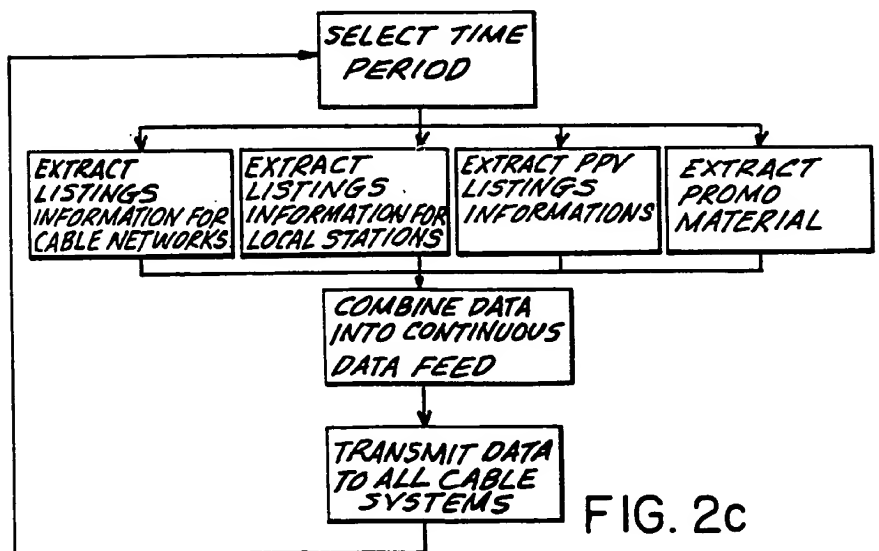 SELECT TIME
PERIOD
EXTRACT
LISTINGS
INFORMATION FOR
CABLE NETWORKS
EXTRACT
LISTINGS
INFORMATION FOR
LOCAL STATIONS
EXTRACT PPV
LISTINGS
INFORMATIONS
EXTRACT
PROMO
MATERIAL
COMBINE DATA
INTO CONTINUOUS
DATA FEED
TRANSMIT DATA
TO ALL CABLE
SYSTEMS
FIG. 2c